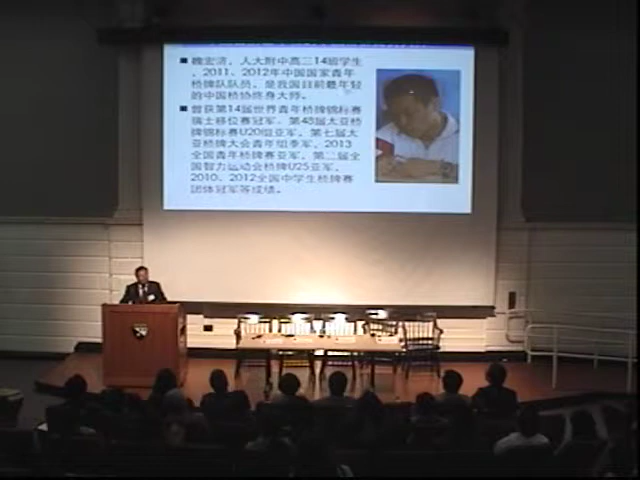 魏宏济，人大附中高三14班学生
，2011、2012年中国国家青年
桥牌队队员，是我国目前最年轻
的中国桥协终身大师。
曾获第14届世界青年桥牌锦标赛
瑞士移位赛冠军，第48届太亚桥
牌锦标赛U20组亚军，第七届太
亚桥牌大会青年组季军，2013
全国青年桥牌赛亚军，第二届全
国智力运动会桥牌U25亚军，
2010、2012全国中学生桥牌赛
团体冠军等成绩。